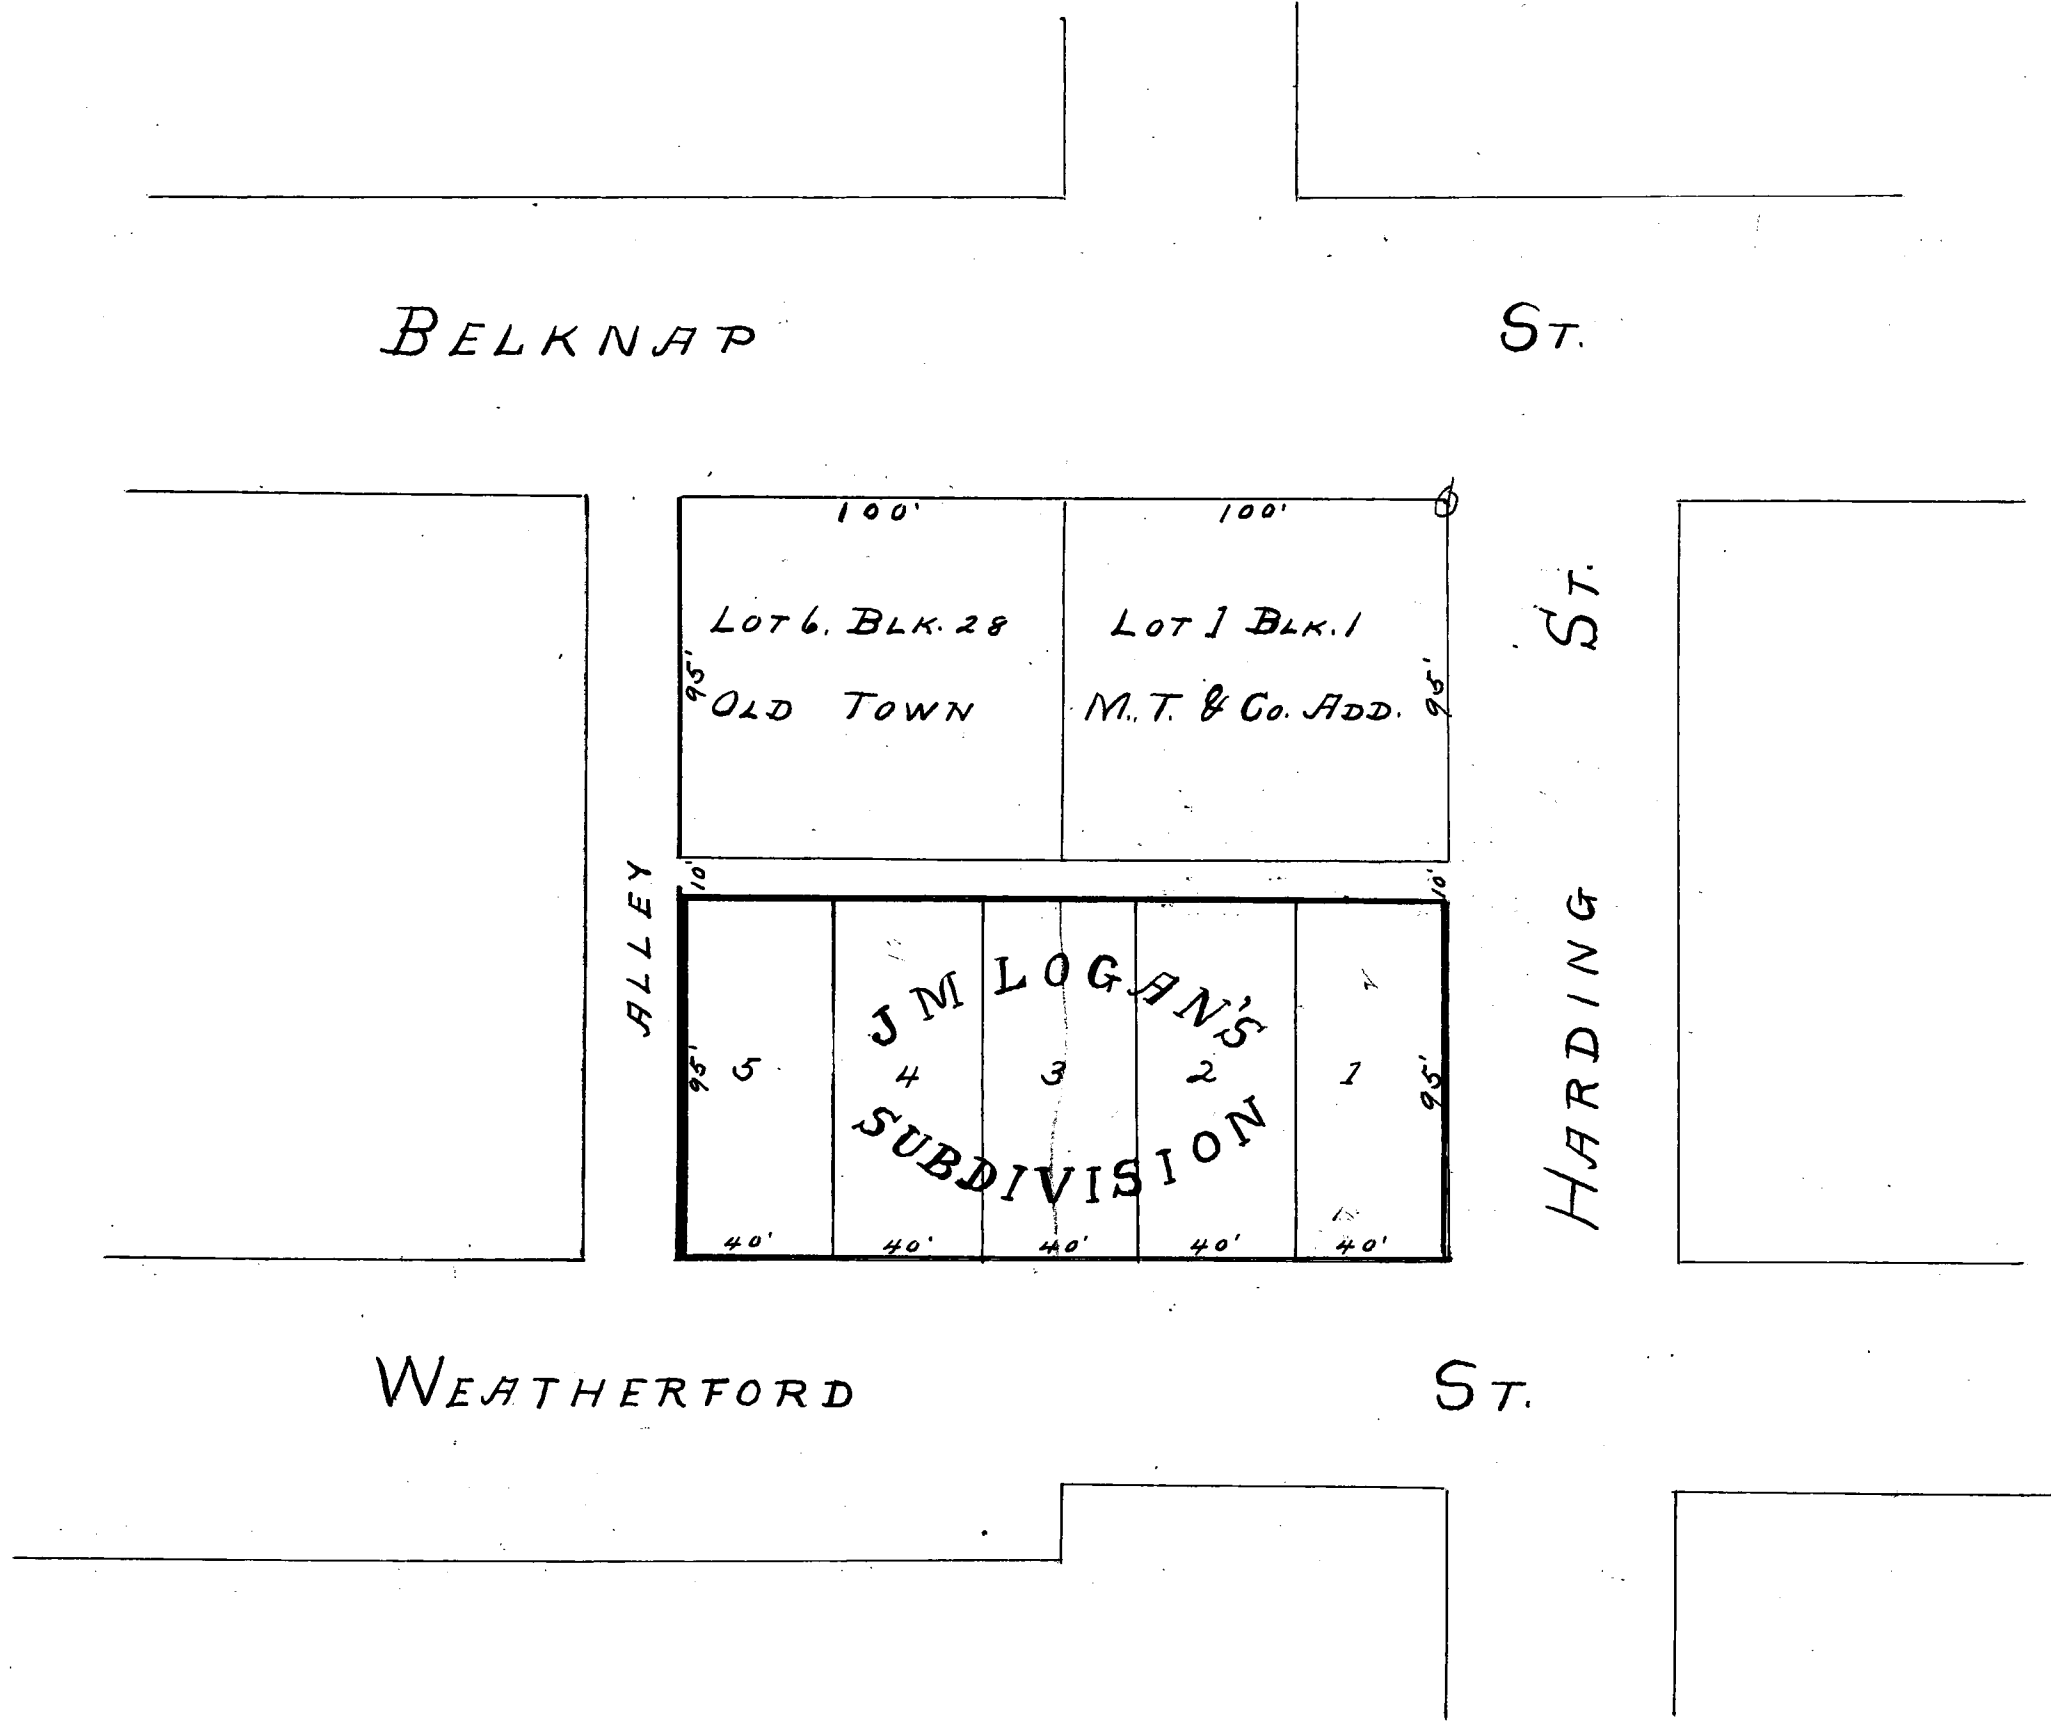 BELKNAP ST.
100' 100'
LOT 6. BLK. 28
OLD TOWN
95'
LOT 1 BLK. 1
M. T. & CO. ADD.
95'
HARDING ST.
ALLEY
10' 10'
J M LOGAN'S
95' 5 4 3 2 1 95'
SUBDIVISION
40' 40' 40' 40' 40'
WEATHERFORD ST.